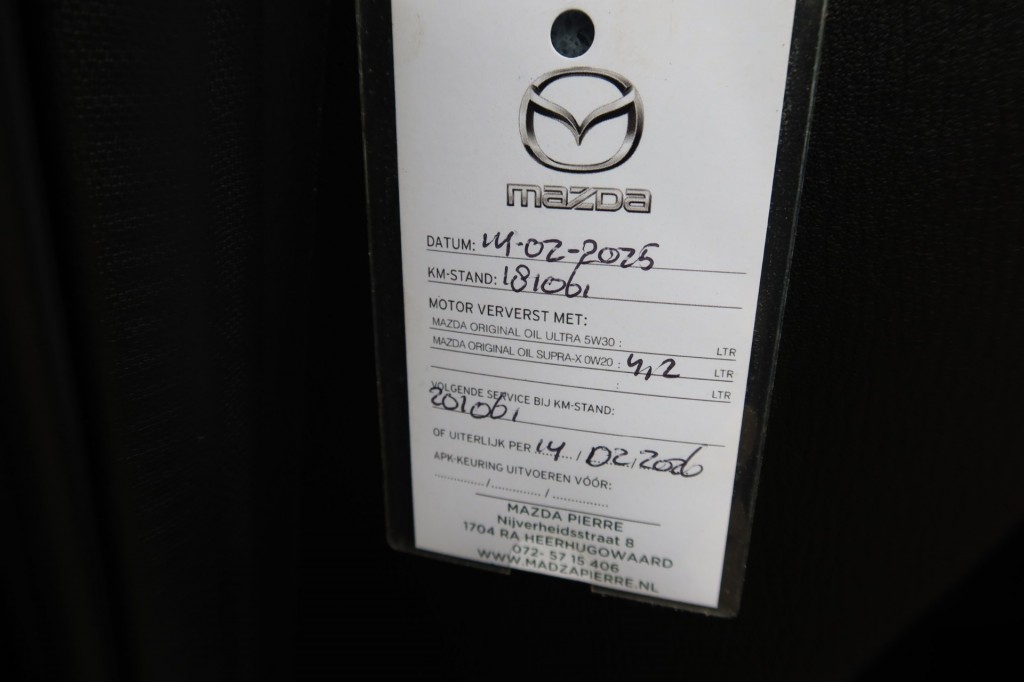 mazda
DATUM: 14-02-2025
KM-STAND: 181061
MOTOR VERVERST MET:
MAZDA ORIGINAL OIL ULTRA 5W30 : LTR
MAZDA ORIGINAL OIL SUPRA-X 0W20 : 4,2 LTR
: LTR
VOLGENDE SERVICE BIJ KM-STAND:
201061
OF UITERLIJK PER 14 / 02 / 2026
APK-KEURING UITVOEREN VÓÓR:
............../............../..............
MAZDA PIERRE
Nijverheidsstraat 8
1704 RA HEERHUGOWAARD
072- 57 15 406
WWW.MADZAPIERRE.NL